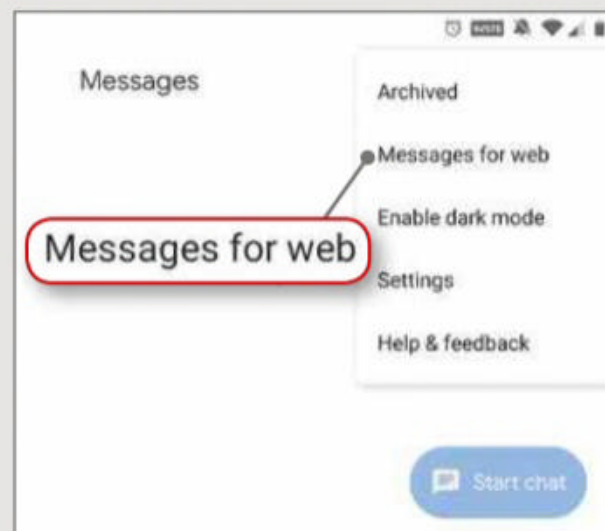 Messages
Archived
Messages for web
Enable dark mode
Messages for web
Settings
Help & feedback
Start chat